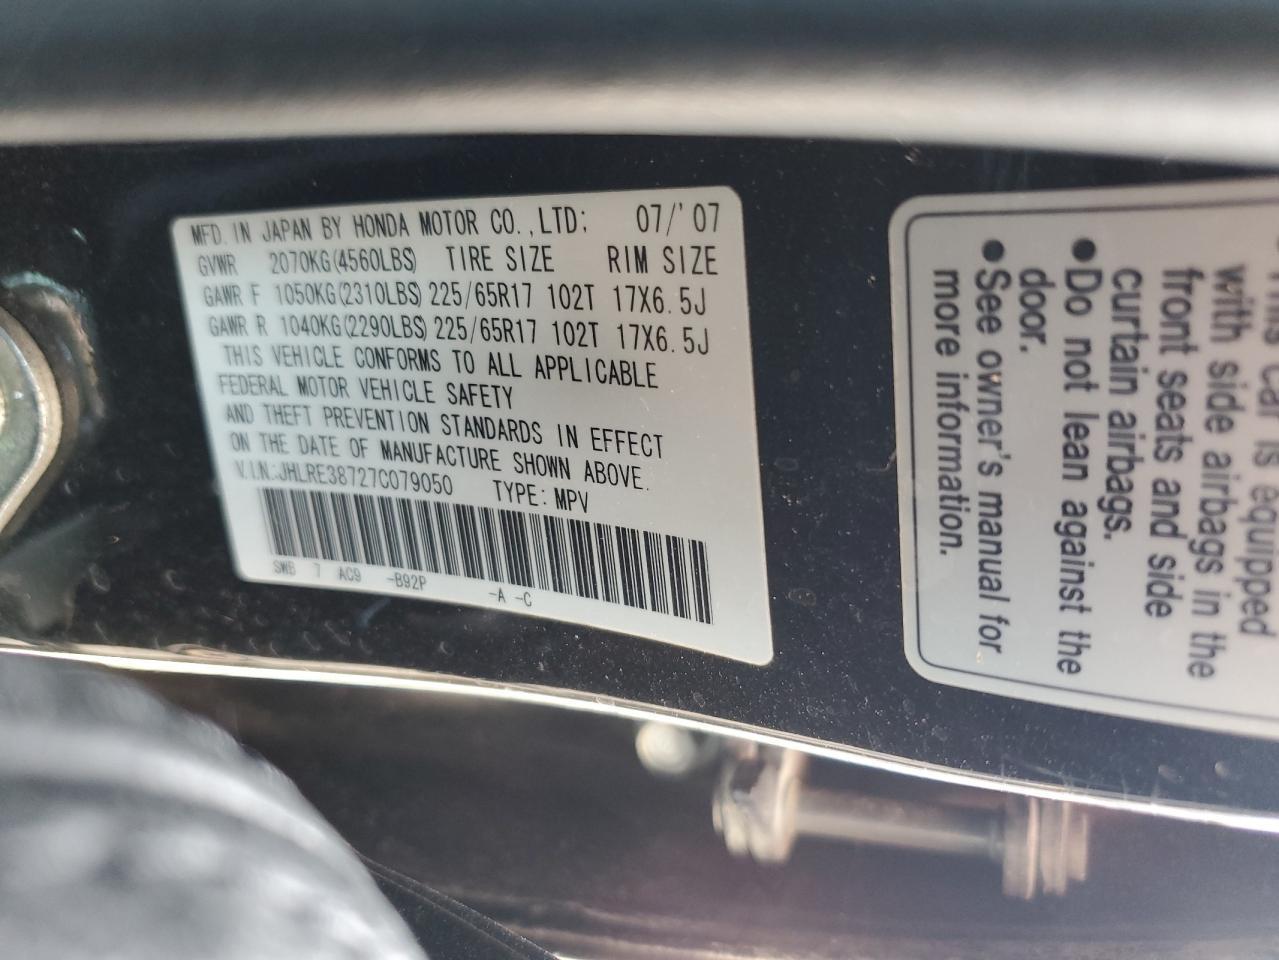 MFD. IN JAPAN BY HONDA MOTOR CO.,LTD; 07/'07
GVWR 2070KG(4560LBS) TIRE SIZE RIM SIZE
GAWR F 1050KG(2310LBS) 225/65R17 102T 17X6.5J
GAWR R 1040KG(2290LBS) 225/65R17 102T 17X6.5J
THIS VEHICLE CONFORMS TO ALL APPLICABLE
FEDERAL MOTOR VEHICLE SAFETY
AND THEFT PREVENTION STANDARDS IN EFFECT
ON THE DATE OF MANUFACTURE SHOWN ABOVE.
V.I.N:JHLRE38727C079050 TYPE:MPV
SWB 7 AC9 -B92P -A -C
car is equipped
with side airbags in the
front seats and side
curtain airbags.
●Do not lean against the
door.
●See owner's manual for
more information.